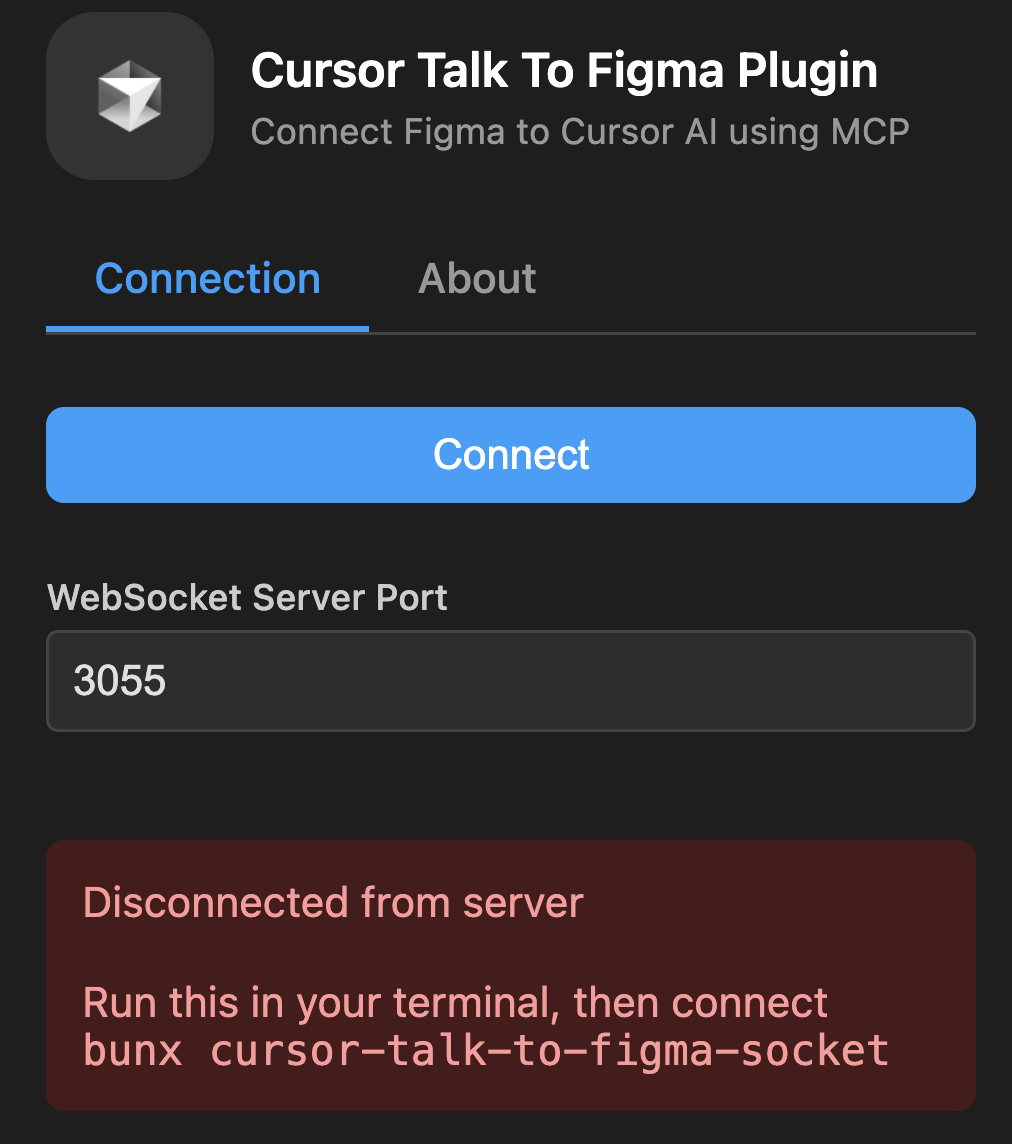 Cursor Talk To Figma Plugin
Connect Figma to Cursor AI using MCP
Connection About
Connect
WebSocket Server Port
3055
Disconnected from server
Run this in your terminal, then connect
bunx cursor-talk-to-figma-socket